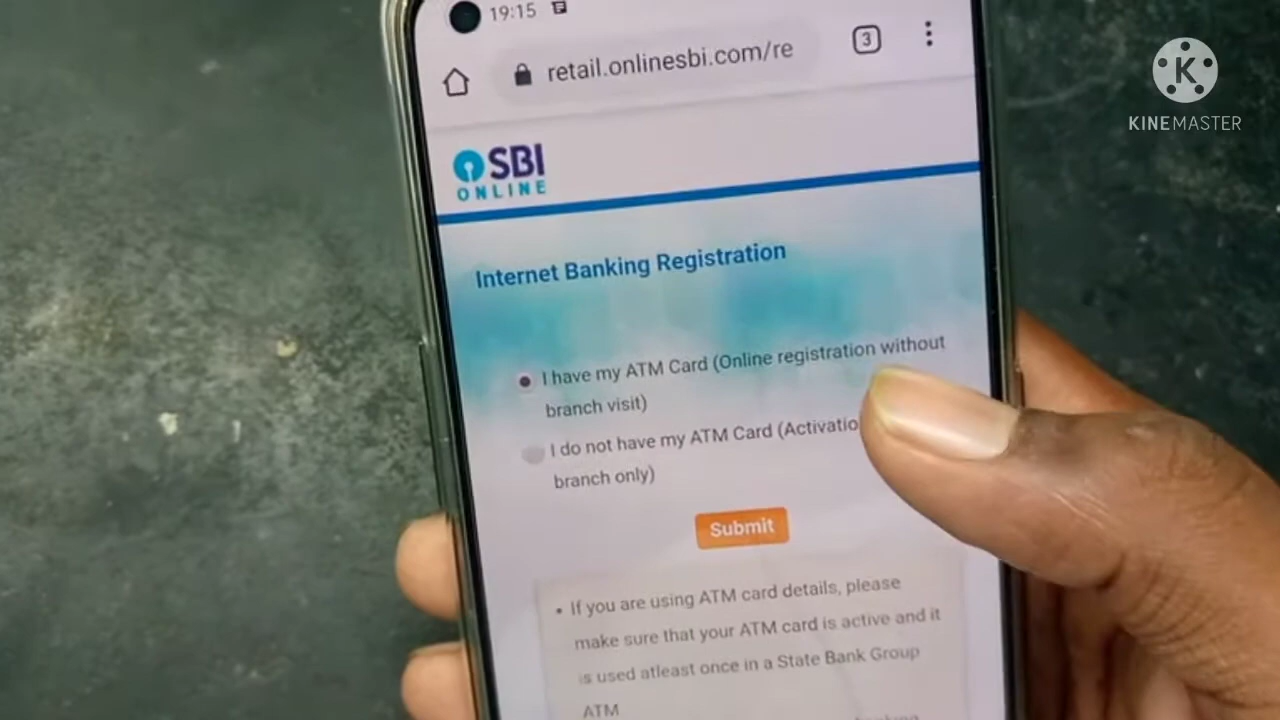 19:15
retail.onlinesbi.com/re
3
K
KINEMASTER
SBI
ONLINE
Internet Banking Registration
I have my ATM Card (Online registration without
branch visit)
I do not have my ATM Card (Activatio
branch only)
Submit
• If you are using ATM card details, please
make sure that your ATM card is active and it
is used atleast once in a State Bank Group
ATM